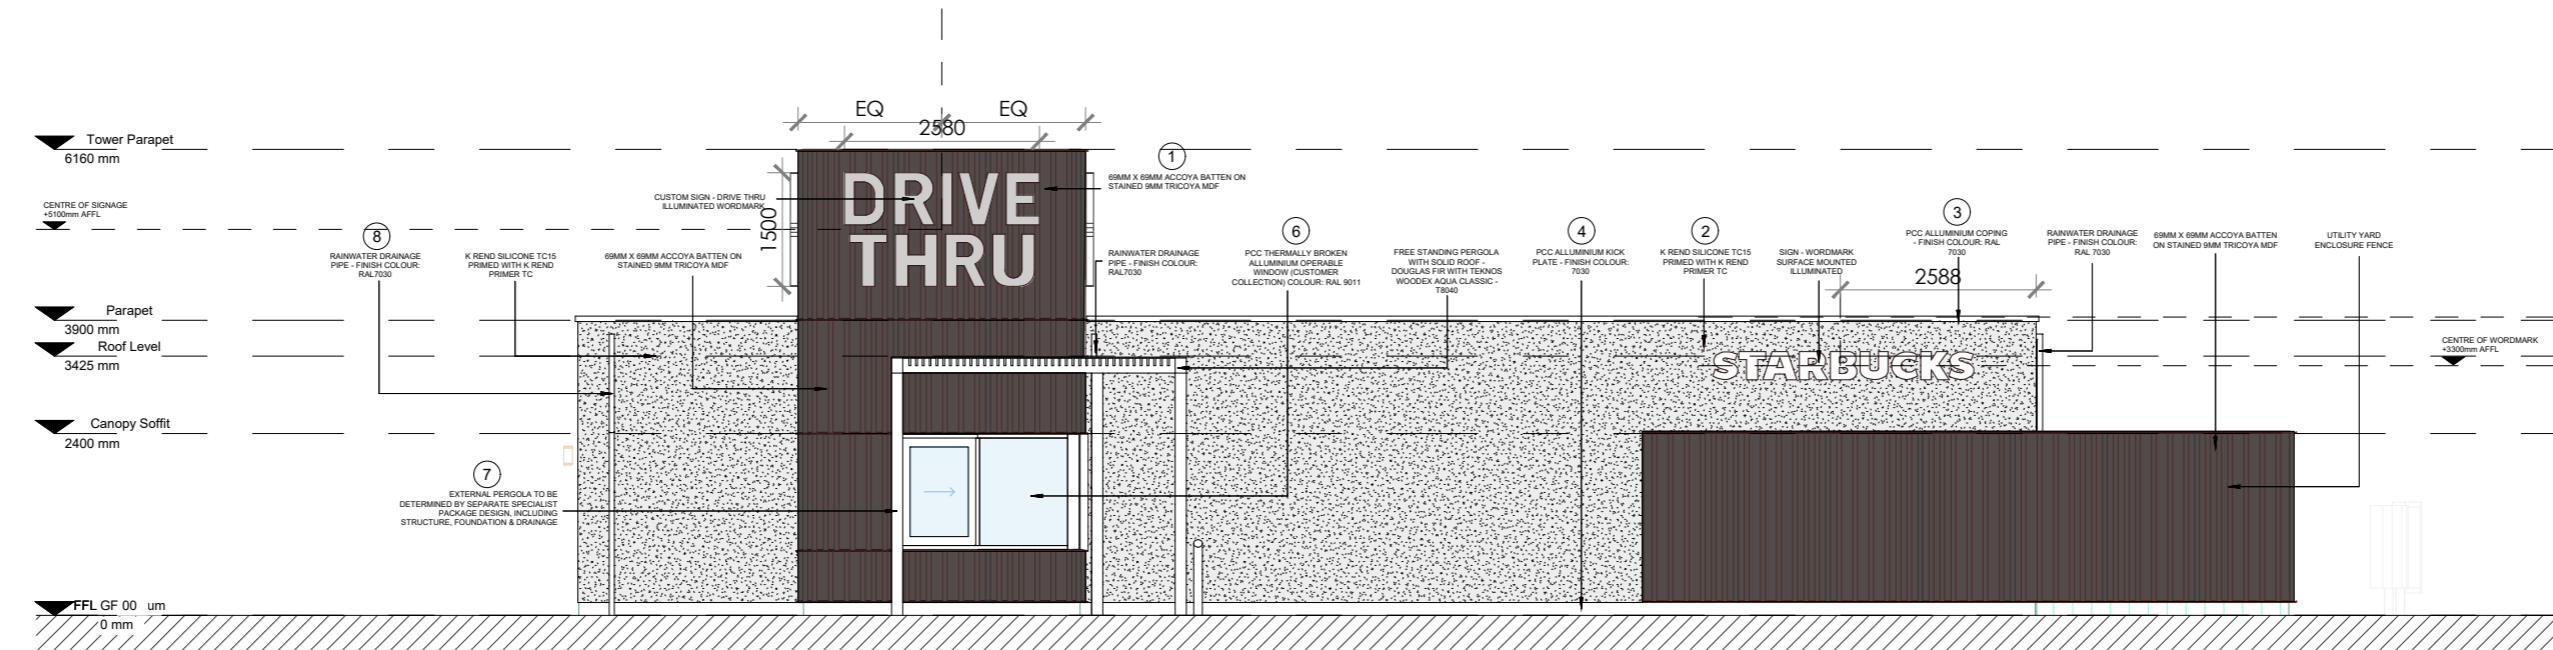 EQ
EQ
2580
Tower Parapet
6160 mm
1
69MM X 69MM ACCOYA BATTEN ON
STAINED 9MM TRICOYA MDF
DRIVE
THRU
CUSTOM SIGN - DRIVE THRU
ILLUMINATED WORDMARK
1500
CENTRE OF SIGNAGE
+5100mm AFFL
8
RAINWATER DRAINAGE
PIPE - FINISH COLOUR:
RAL7030
K REND SILICONE TC15
PRIMED WITH K REND
PRIMER TC
69MM X 69MM ACCOYA BATTEN ON
STAINED 9MM TRICOYA MDF
RAINWATER DRAINAGE
PIPE - FINISH COLOUR:
RAL7030
6
PCC THERMALLY BROKEN
ALLUMINIUM OPERABLE
WINDOW (CUSTOMER
COLLECTION) COLOUR: RAL 9011
FREE STANDING PERGOLA
WITH SOLID ROOF -
DOUGLAS FIR WITH TEKNOS
WOODEX AQUA CLASSIC -
T8040
4
PCC ALLUMINIUM KICK
PLATE - FINISH COLOUR:
7030
2
K REND SILICONE TC15
PRIMED WITH K REND
PRIMER TC
SIGN - WORDMARK
SURFACE MOUNTED
ILLUMINATED
3
PCC ALLUMINIUM COPING
- FINISH COLOUR: RAL
7030
2588
RAINWATER DRAINAGE
PIPE - FINISH COLOUR:
RAL 7030
69MM X 69MM ACCOYA BATTEN
ON STAINED 9MM TRICOYA MDF
UTILITY YARD
ENCLOSURE FENCE
Parapet
3900 mm
Roof Level
3425 mm
STARBUCKS
CENTRE OF WORDMARK
+3300mm AFFL
Canopy Soffit
2400 mm
7
EXTERNAL PERGOLA TO BE
DETERMINED BY SEPARATE SPECIALIST
PACKAGE DESIGN, INCLUDING
STRUCTURE, FOUNDATION & DRAINAGE
FFL GF 00 um
0 mm